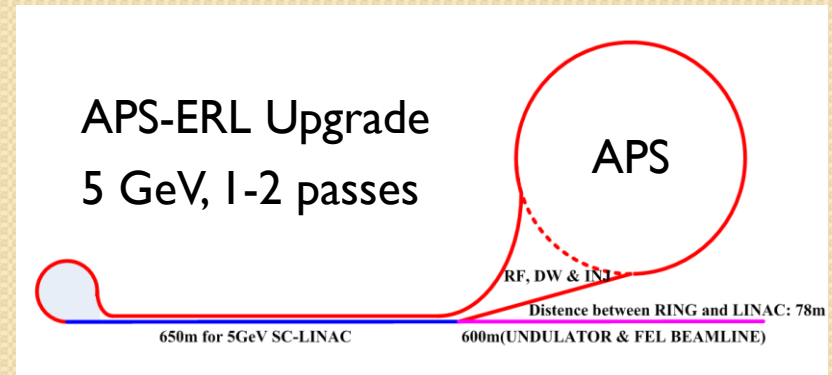 APS-ERL Upgrade
5 GeV, 1-2 passes
APS
RF, DW & INJ
Distence between RING and LINAC: 78m
650m for 5GeV SC-LINAC
600m(UNDULATOR & FEL BEAMLINE)